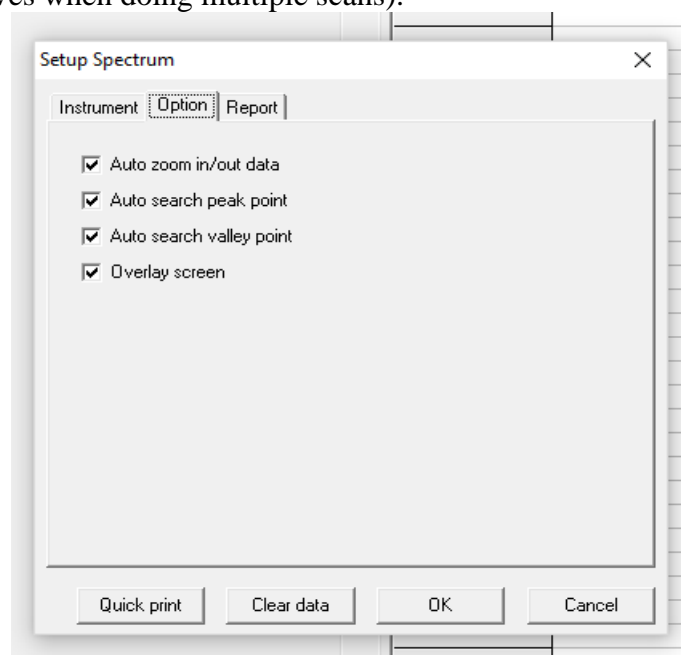 when doing multiple scans).
Setup Spectrum
Instrument Option Report
Auto zoom in/out data
Auto search peak point
Auto search valley point
Overlay screen
Quick print Clear data OK Cancel